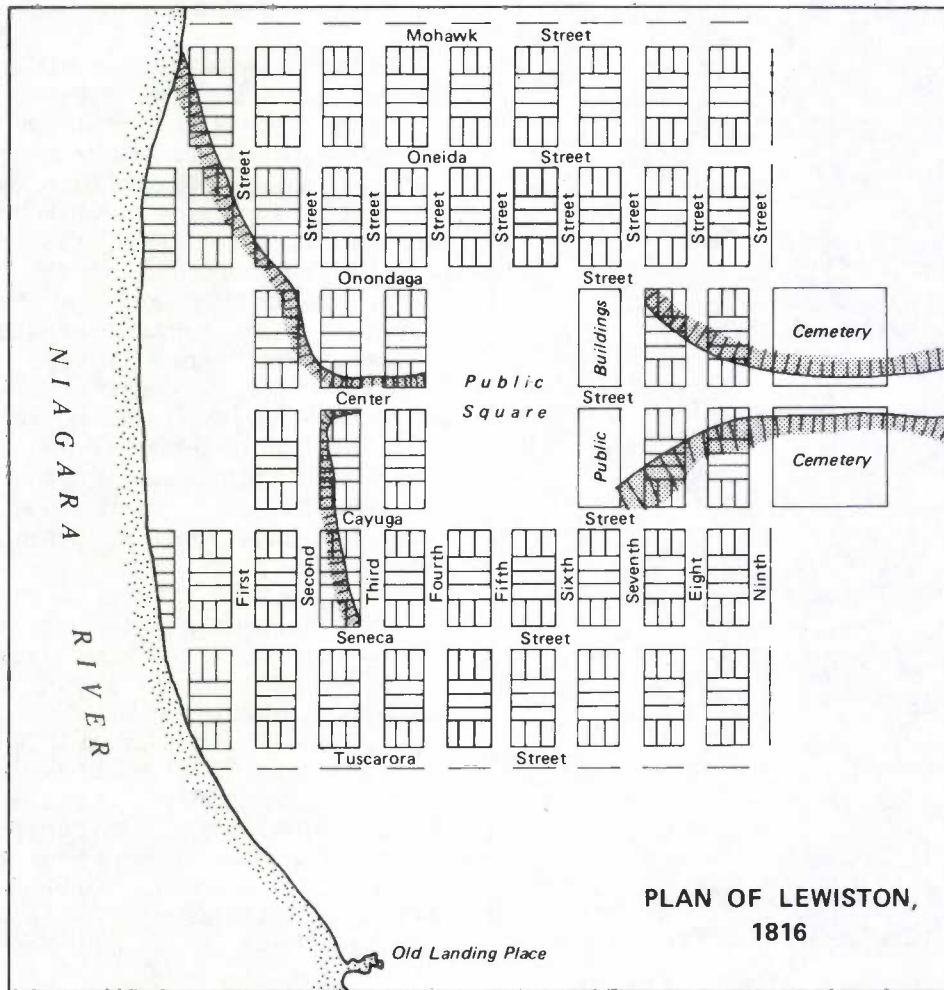 Mohawk Street
Oneida Street
Street
Street
Street
Street
Street
Street
Street
Street
Street
Onondaga Street
Buildings
Cemetery
Public
Square
Center Street
Public
Cemetery
Cayuga Street
First
Second
Third
Fourth
Fifth
Sixth
Seventh
Eight
Ninth
Seneca Street
Tuscarora Street
NIAGARA RIVER
PLAN OF LEWISTON,
1816
Old Landing Place